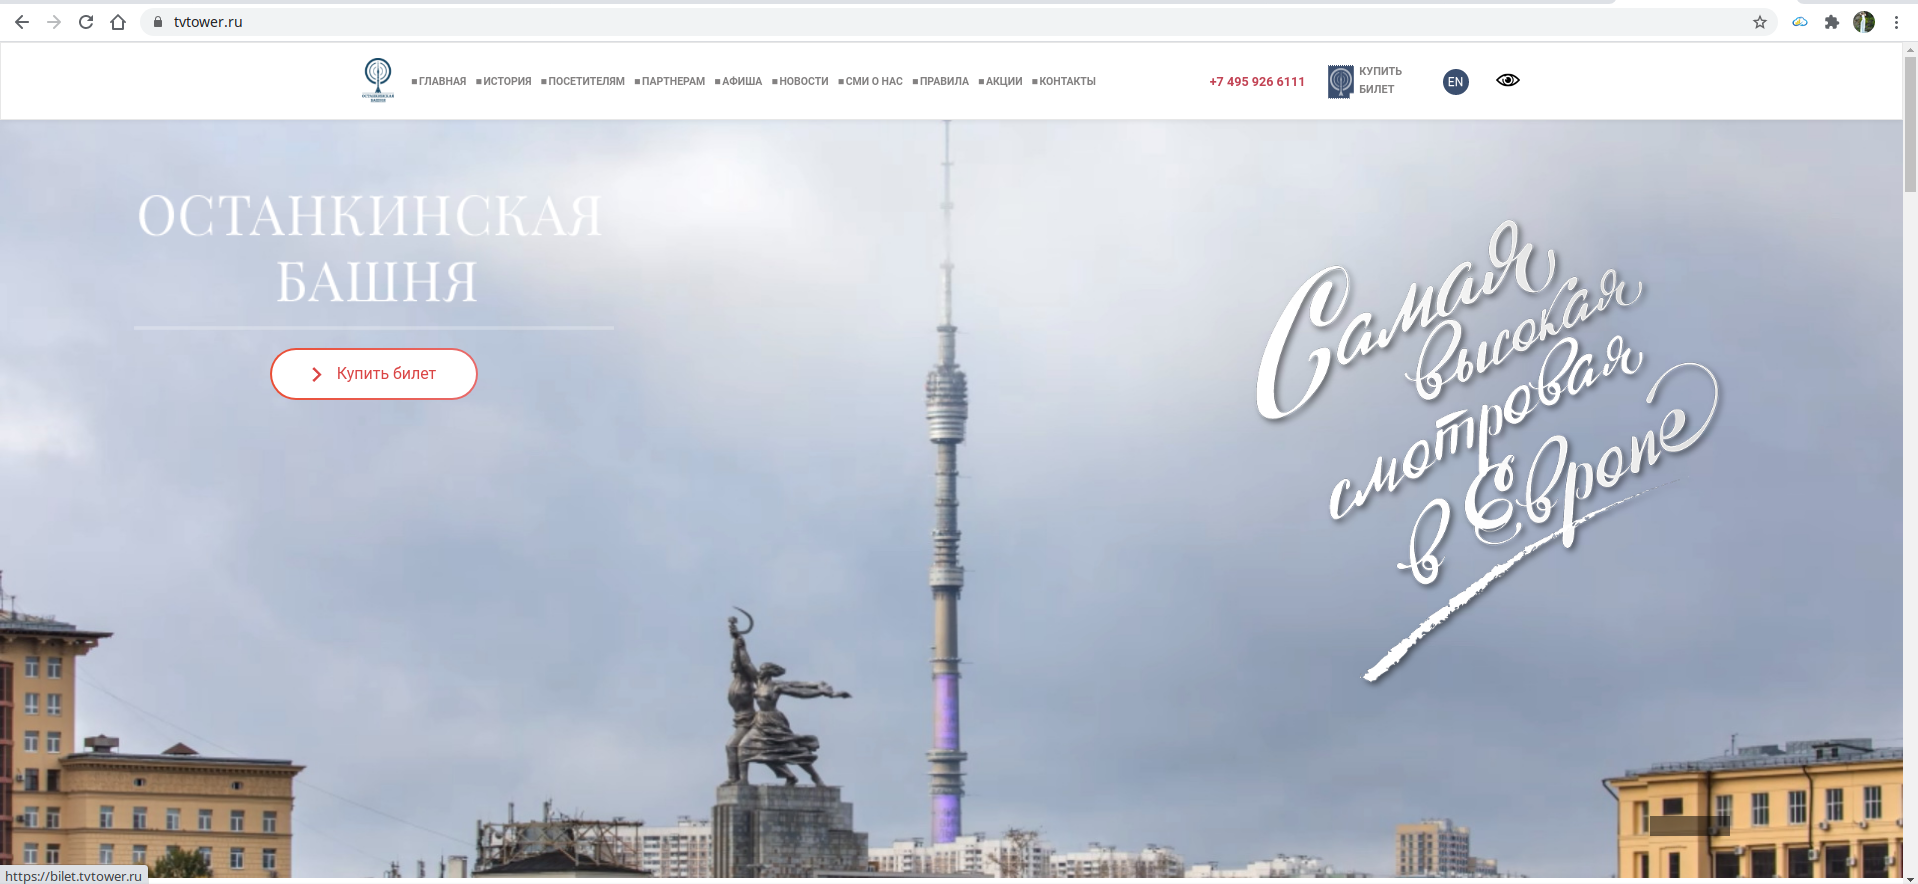 tvtower.ru
ОСТАНКИНСКАЯ
БАШНЯ
■ ГЛАВНАЯ ■ ИСТОРИЯ ■ ПОСЕТИТЕЛЯМ ■ ПАРТНЕРАМ ■ АФИША ■ НОВОСТИ ■ СМИ О НАС ■ ПРАВИЛА ■ АКЦИИ ■ КОНТАКТЫ
+7 495 926 6111
КУПИТЬ
БИЛЕТ
EN
ОСТАНКИНСКАЯ
БАШНЯ
Купить билет
Самая
высокая
смотровая
в Европе
https://bilet.tvtower.ru